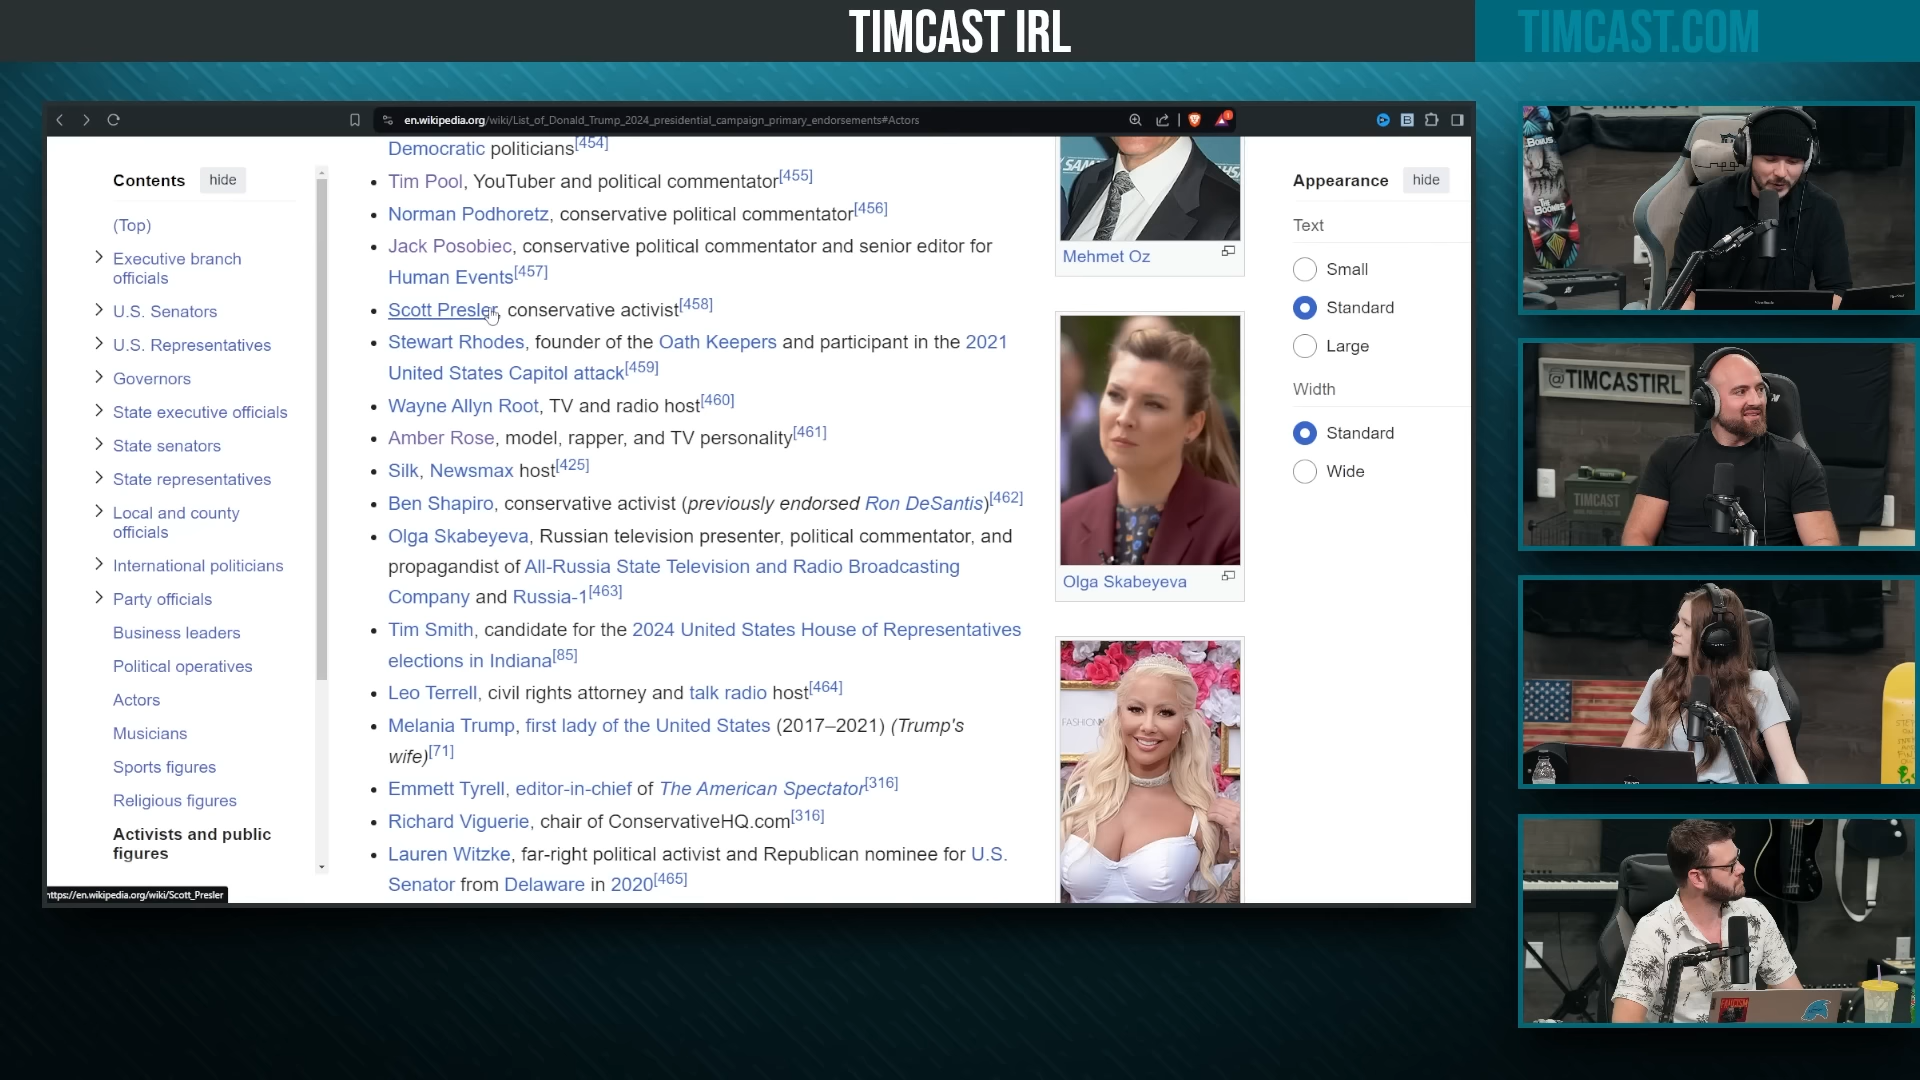 TIMCAST IRL
TIMCAST.COM
en.wikipedia.org/wiki/List_of_Donald_Trump_2024_presidential_campaign_primary_endorsements#Actors
Contents hide
(Top)
Executive branch
officials
U.S. Senators
U.S. Representatives
Governors
State executive officials
State senators
State representatives
Local and county
officials
International politicians
Party officials
Business leaders
Political operatives
Actors
Musicians
Sports figures
Religious figures
Activists and public
figures
https://en.wikipedia.org/wiki/Scott_Presler
Democratic politicians[454]
Tim Pool, YouTuber and political commentator[455]
Norman Podhoretz, conservative political commentator[456]
Jack Posobiec, conservative political commentator and senior editor for
Human Events[457]
Scott Presler, conservative activist[458]
Stewart Rhodes, founder of the Oath Keepers and participant in the 2021
United States Capitol attack[459]
Wayne Allyn Root, TV and radio host[460]
Amber Rose, model, rapper, and TV personality[461]
Silk, Newsmax host[425]
Ben Shapiro, conservative activist (previously endorsed Ron DeSantis)[462]
Olga Skabeyeva, Russian television presenter, political commentator, and
propagandist of All-Russia State Television and Radio Broadcasting
Company and Russia-1[463]
Tim Smith, candidate for the 2024 United States House of Representatives
elections in Indiana[85]
Leo Terrell, civil rights attorney and talk radio host[464]
Melania Trump, first lady of the United States (2017–2021) (Trump's
wife)[71]
Emmett Tyrell, editor-in-chief of The American Spectator[316]
Richard Viguerie, chair of ConservativeHQ.com[316]
Lauren Witzke, far-right political activist and Republican nominee for U.S.
Senator from Delaware in 2020[465]
Mehmet Oz
Olga Skabeyeva
FASHION
Appearance hide
Text
Small
Standard
Large
Width
Standard
Wide
@TIMCASTIRL
TIMCAST